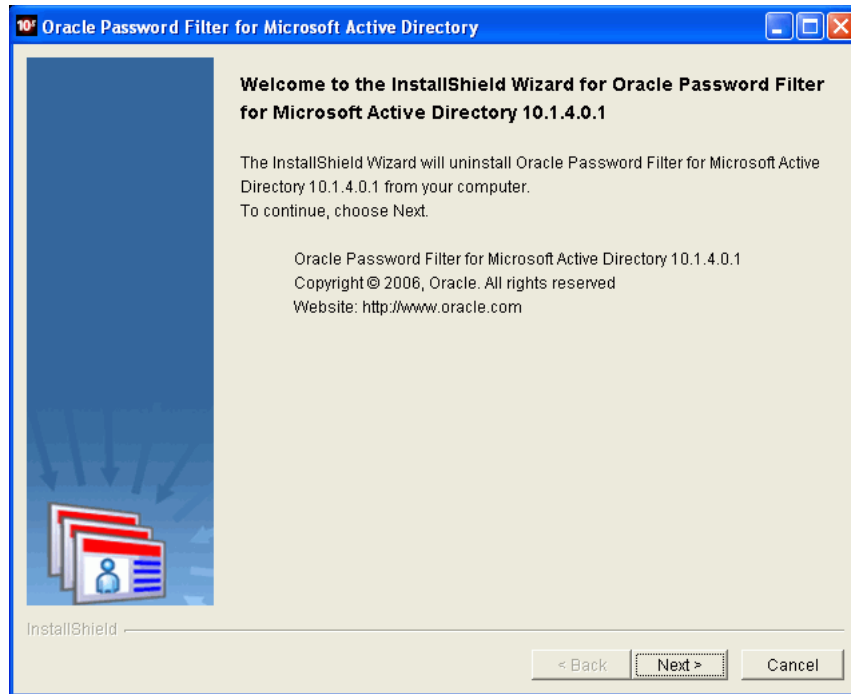 10g Oracle Password Filter for Microsoft Active Directory
Welcome to the InstallShield Wizard for Oracle Password Filter
for Microsoft Active Directory 10.1.4.0.1
The InstallShield Wizard will uninstall Oracle Password Filter for Microsoft Active
Directory 10.1.4.0.1 from your computer.
To continue, choose Next.
Oracle Password Filter for Microsoft Active Directory 10.1.4.0.1
Copyright © 2006, Oracle. All rights reserved
Website: http://www.oracle.com
InstallShield
< Back
Next >
Cancel